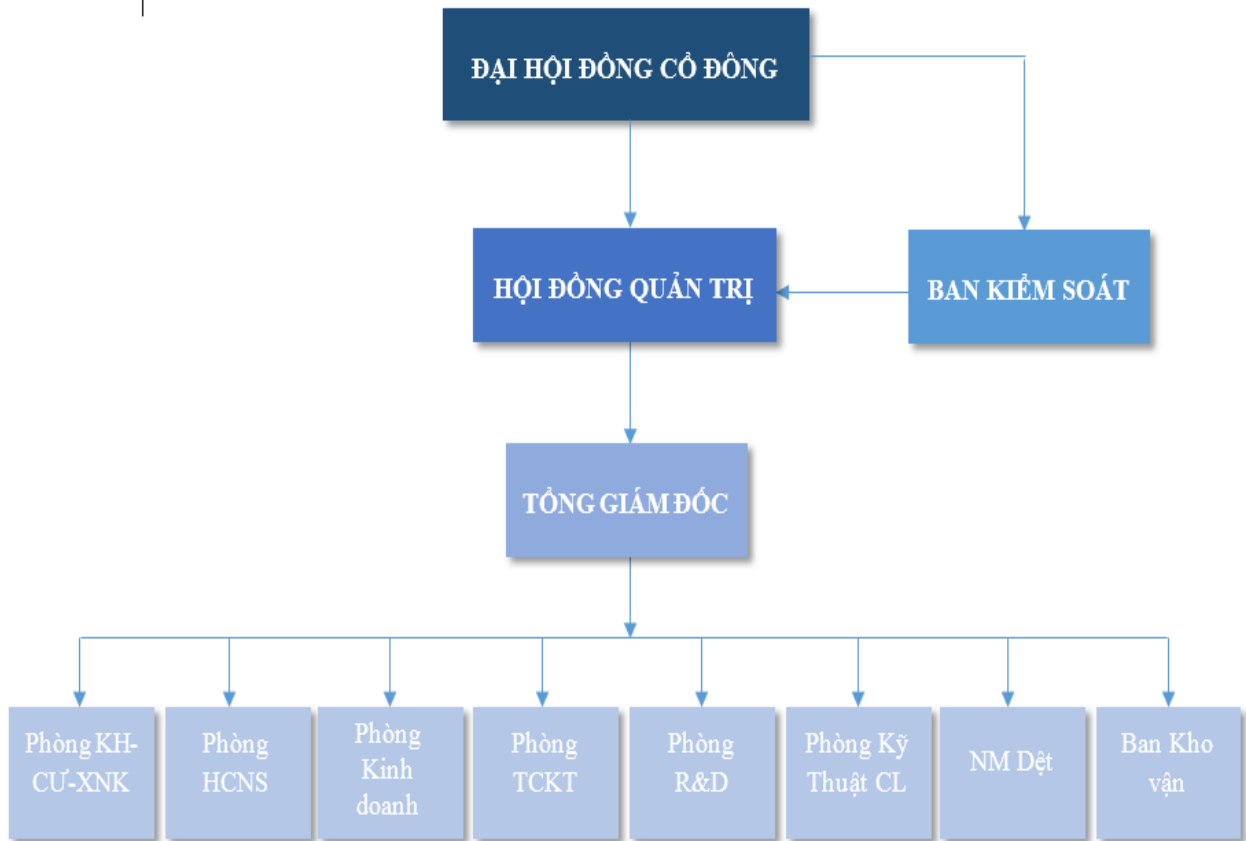 ĐẠI HỘI ĐỒNG CỔ ĐÔNG
HỘI ĐỒNG QUẢN TRỊ
BAN KIỂM SOÁT
TỔNG GIÁM ĐỐC
Phòng KH-
CƯ-XNK
Phòng
HCNS
Phòng
Kinh
doanh
Phòng
TCKT
Phòng
R&D
Phòng Kỹ
Thuật CL
NM Dệt
Ban Kho
vận